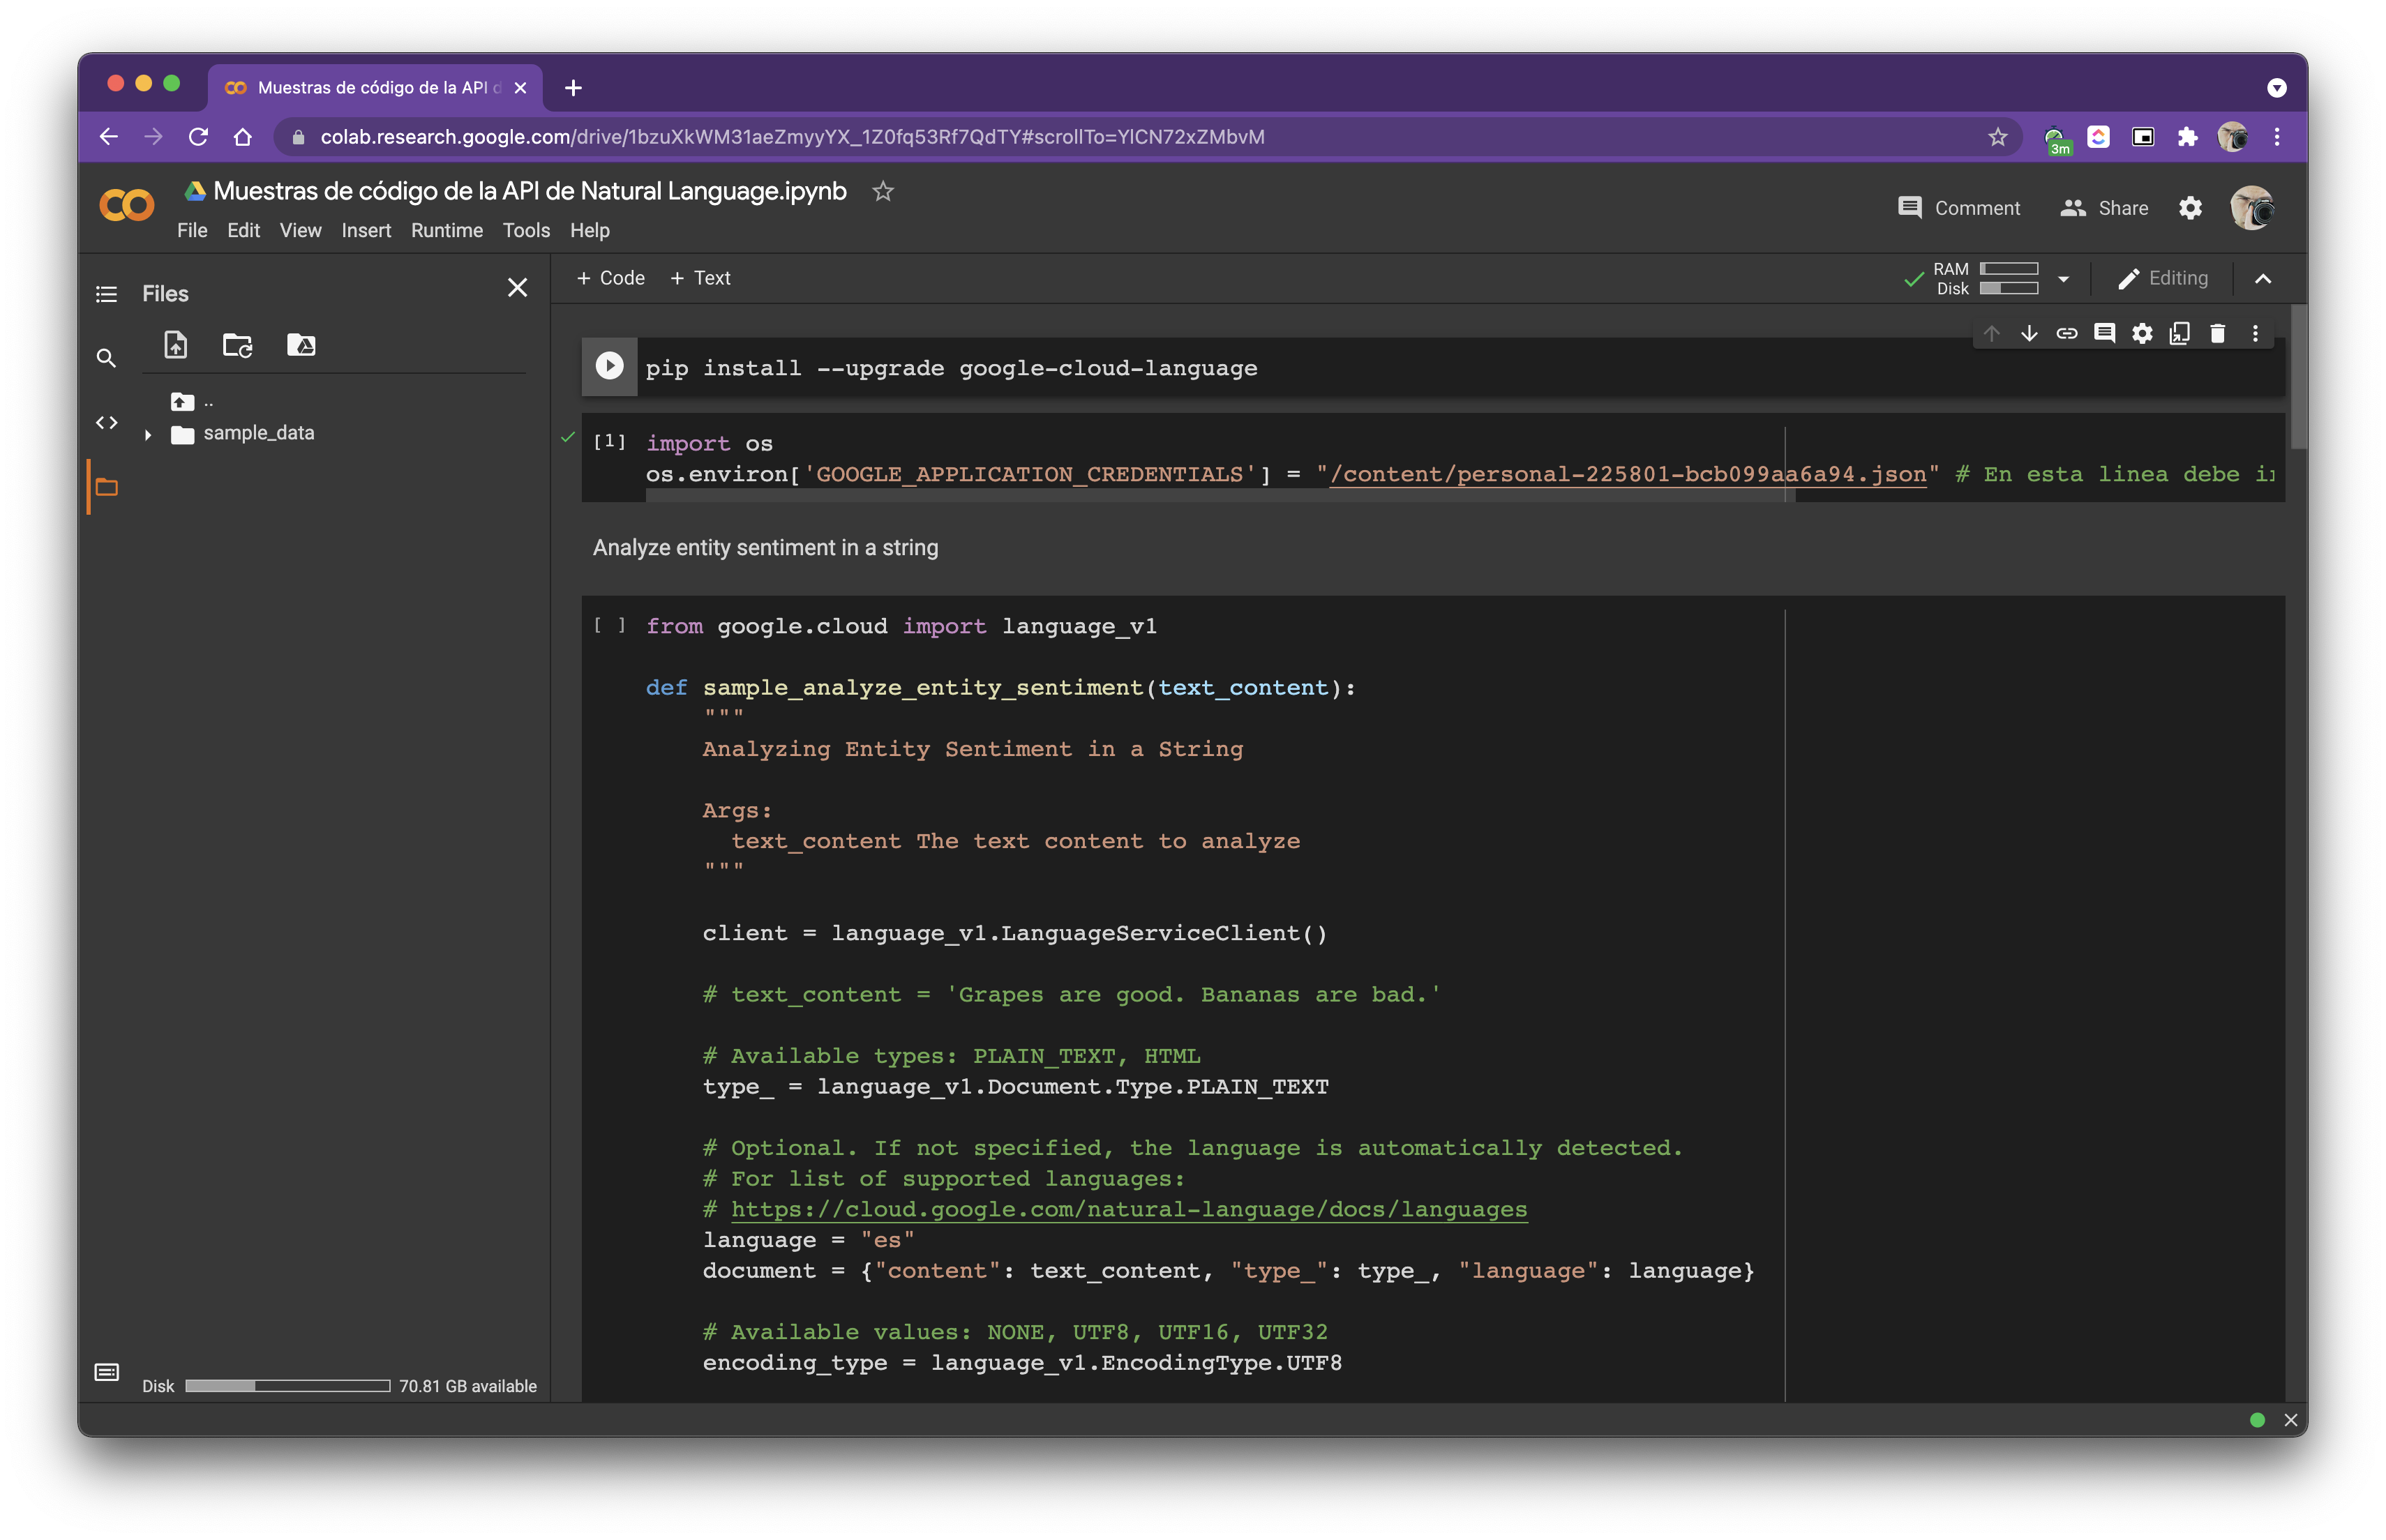 Muestras de código de la API d
colab.research.google.com/drive/1bzuXkWM31aeZmyyYX_1Z0fq53Rf7QdTY#scrollTo=YlCN72xZMbvM
3m
Muestras de código de la API de Natural Language.ipynb
File Edit View Insert Runtime Tools Help
Comment Share
Files
+ Code + Text
RAM
Disk
Editing
..
sample_data
pip install --upgrade google-cloud-language
[1] import os
os.environ['GOOGLE_APPLICATION_CREDENTIALS'] = "/content/personal-225801-bcb099aa6a94.json" # En esta linea debe
Analyze entity sentiment in a string
[ ] from google.cloud import language_v1
def sample_analyze_entity_sentiment(text_content):
"""
Analyzing Entity Sentiment in a String
Args:
text_content The text content to analyze
"""
client = language_v1.LanguageServiceClient()
# text_content = 'Grapes are good. Bananas are bad.'
# Available types: PLAIN_TEXT, HTML
type_ = language_v1.Document.Type.PLAIN_TEXT
# Optional. If not specified, the language is automatically detected.
# For list of supported languages:
# https://cloud.google.com/natural-language/docs/languages
language = "es"
document = {"content": text_content, "type_": type_, "language": language}
# Available values: NONE, UTF8, UTF16, UTF32
encoding_type = language_v1.EncodingType.UTF8
Disk 70.81 GB available